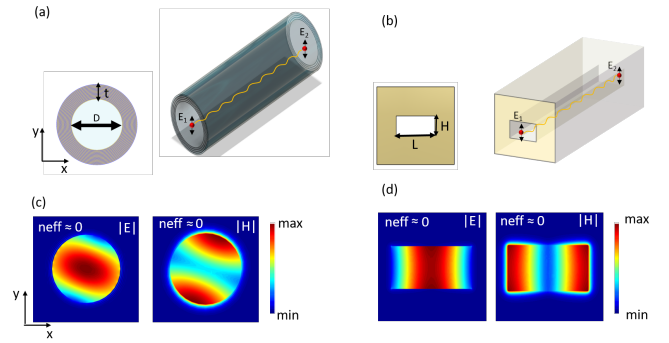 (a)
E2
E1
t
D
y
x
(b)
E2
E1
H
L
(c)
neff ≈ 0 |E|
neff ≈ 0 |H|
max
min
y
x
(d)
neff ≈ 0 |E|
neff ≈ 0 |H|
max
min